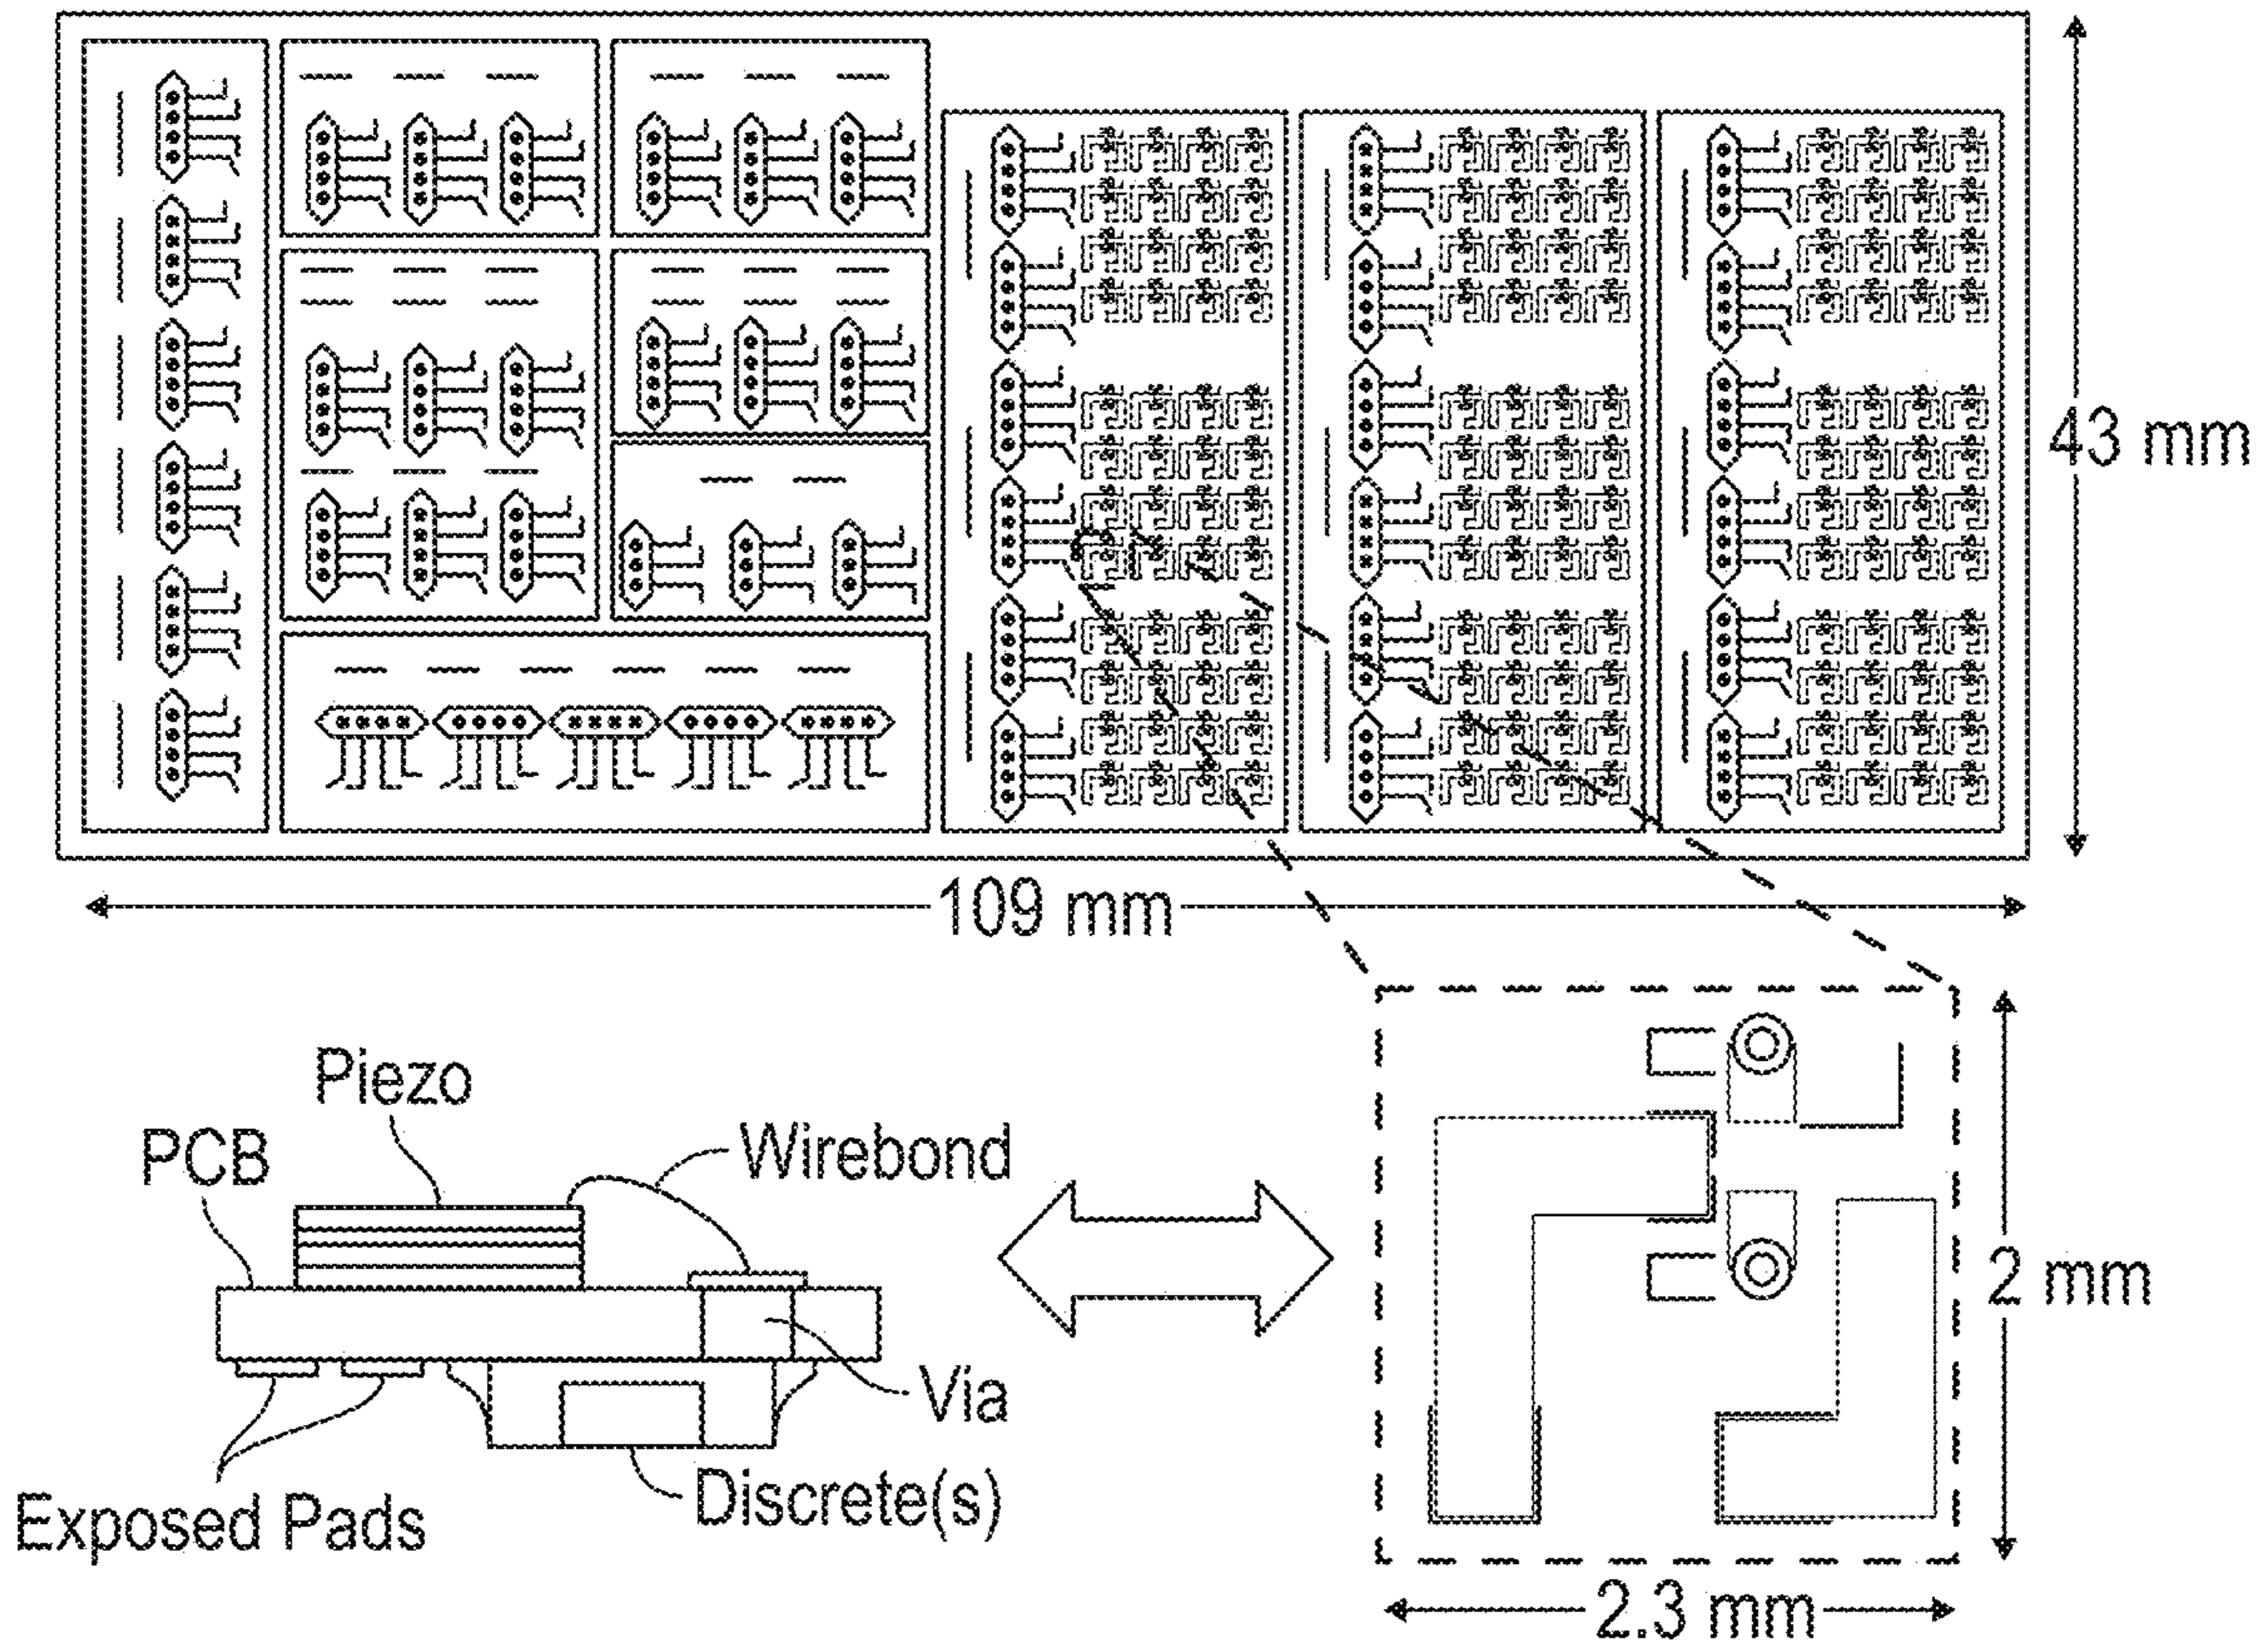 43 mm
109 mm
Piezo
PCB
Wirebond
2 mm
Via
Discrete(s)
Exposed Pads
2.3 mm